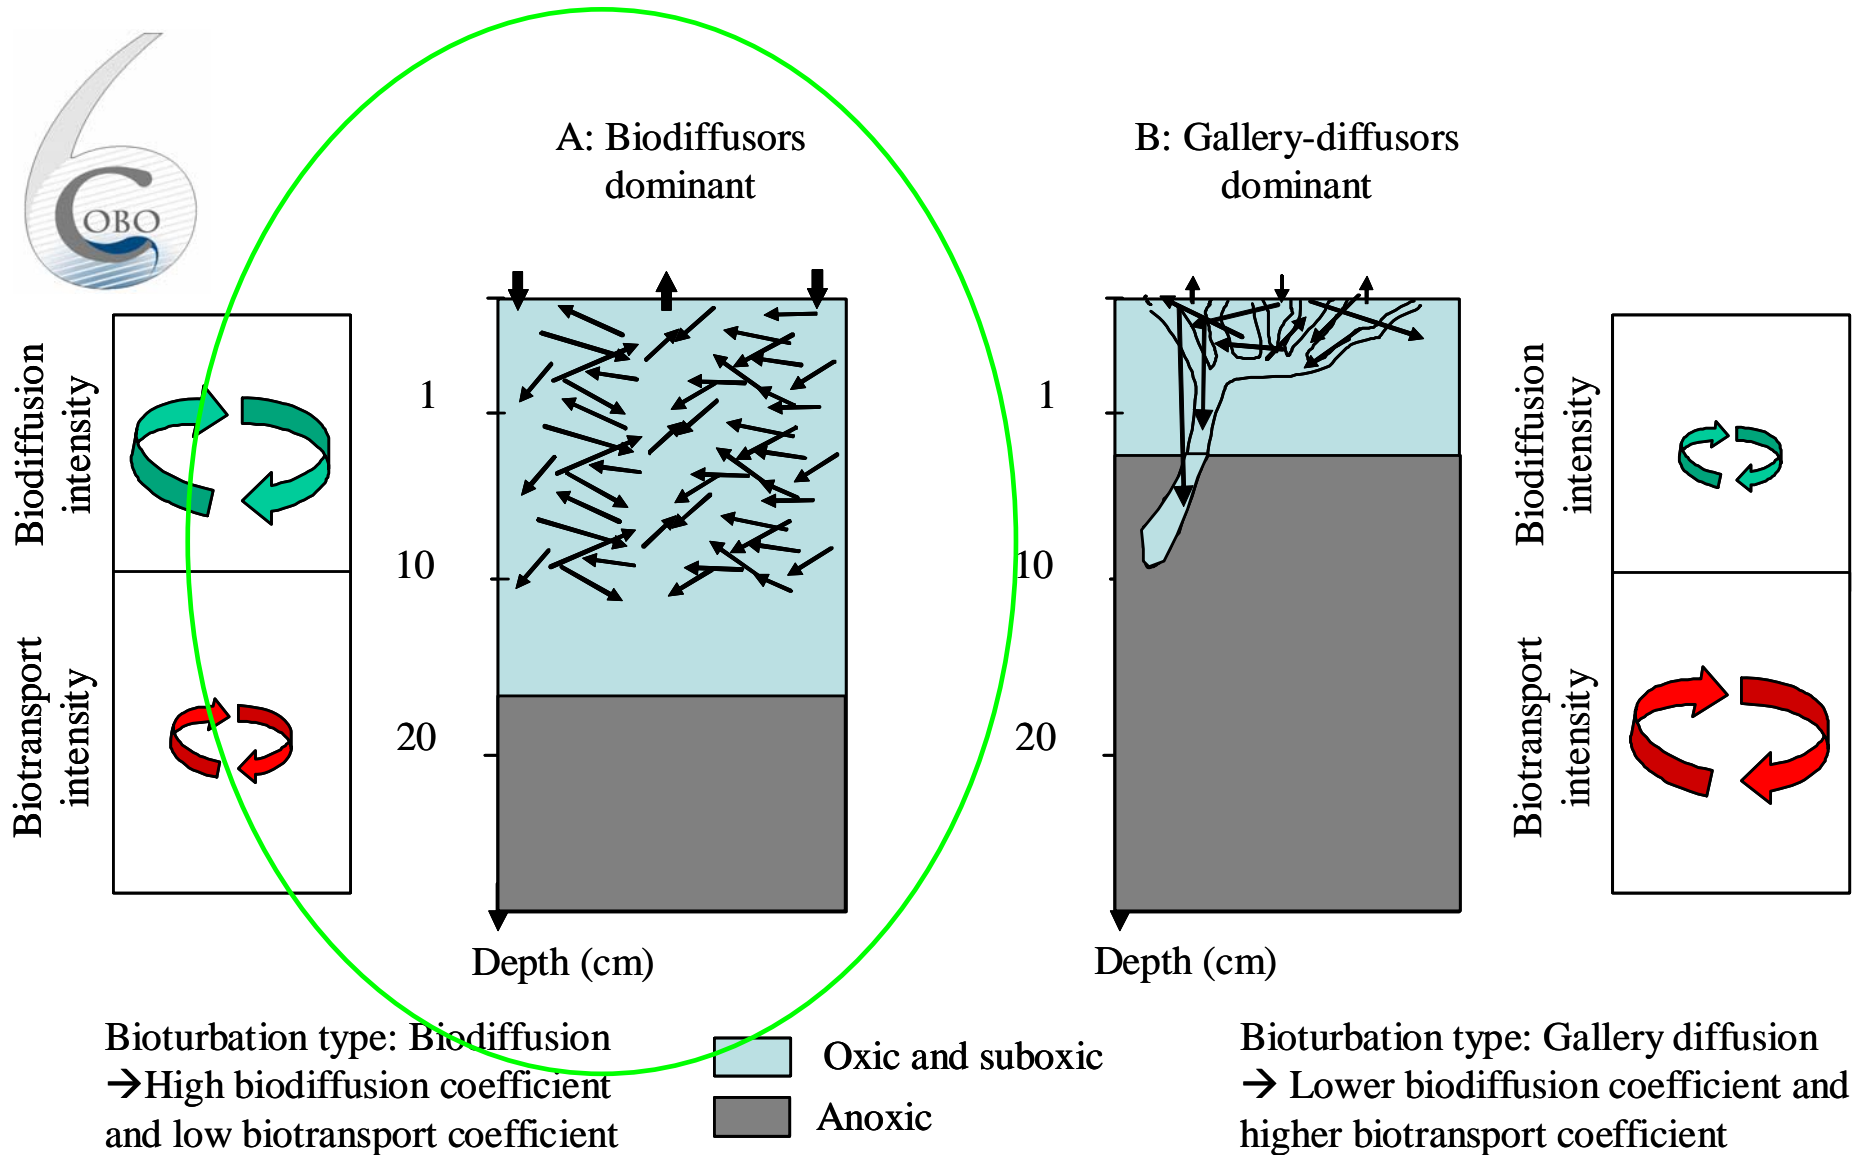 6
COBO
A: Biodiffusors
dominant
B: Gallery-diffusors
dominant
Biodiffusion
intensity
Biotransport
intensity
1
10
20
Depth (cm)
1
10
20
Depth (cm)
Biodiffusion
intensity
Biotransport
intensity
Bioturbation type: Biodiffusion
→High biodiffusion coefficient
and low biotransport coefficient
Oxic and suboxic
Anoxic
Bioturbation type: Gallery diffusion
→ Lower biodiffusion coefficient and
higher biotransport coefficient